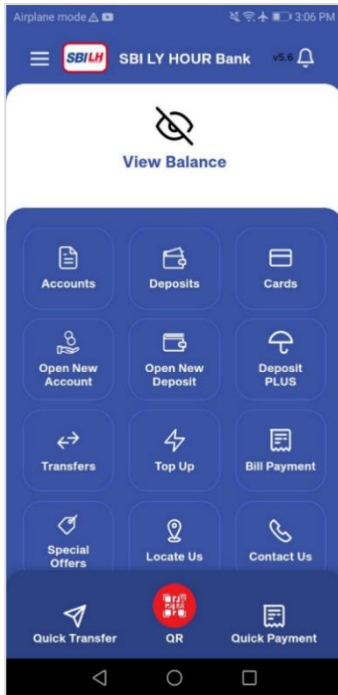 Airplane mode 3:06 PM
SBILH SBI LY HOUR Bank v5.6
View Balance
Accounts Deposits Cards
Open New Open New Deposit
Account Deposit PLUS
Transfers Top Up Bill Payment
Special Locate Us Contact Us
Offers
Quick Transfer QR Quick Payment